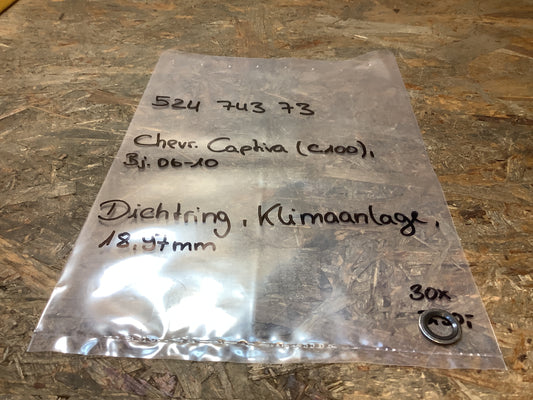 524 743 73
Chevr. Captiva (C100),
Bj. 06-10
Dichtring, Klimaanlage,
18,47mm
30x